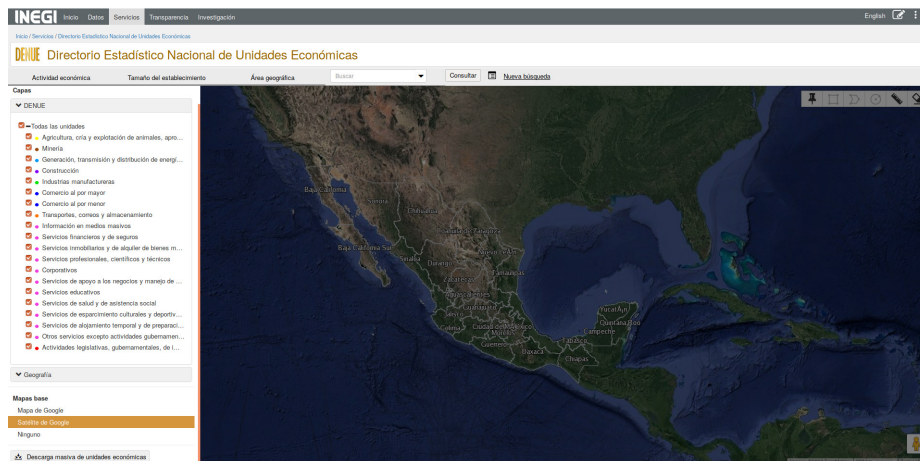 INEGI Inicio Datos Servicios Transparencia Investigación English
Inicio / Servicios / Directorio Estadístico Nacional de Unidades Económicas
DENUE Directorio Estadístico Nacional de Unidades Económicas
Actividad económica Tamaño del establecimiento Área geográfica Buscar Consultar Nueva búsqueda
Capas
DENUE
Todas las unidades
Agricultura, cría y explotación de animales, apro...
Minería
Generación, transmisión y distribución de energí...
Construcción
Industrias manufactureras
Comercio al por mayor
Comercio al por menor
Transportes, correos y almacenamiento
Información en medios masivos
Servicios financieros y de seguros
Servicios inmobiliarios y de alquiler de bienes m...
Servicios profesionales, científicos y técnicos
Corporativos
Servicios de apoyo a los negocios y manejo de ...
Servicios educativos
Servicios de salud y de asistencia social
Servicios de esparcimiento culturales y deportiv...
Servicios de alojamiento temporal y de preparaci...
Otros servicios excepto actividades gubernamen...
Actividades legislativas, gubernamentales, de i...
Geografía
Mapas base
Mapa de Google
Satélite de Google
Ninguno
Descarga masiva de unidades económicas
Baja California
Sonora
Chihuahua
Coahuila de Zaragoza
Baja California Sur
Sinaloa
Durango
Tamaulipas
Zacatecas
Aguascalientes
Guanajuato
Colima
Morelos
Guerrero
Oaxaca
Tabasco
Chiapas
Campeche
Quintana Roo